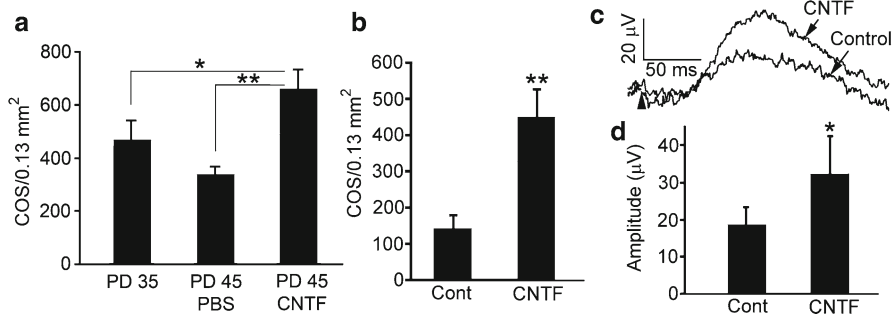 a
COS/0.13 mm²
800
600
400
200
0
*
**
PD 35
PD 45
PBS
PD 45
CNTF
b
COS/0.13 mm²
600
500
400
300
200
100
0
**
Cont
CNTF
c
20 μV
50 ms
CNTF
Control
d
Amplitude (μV)
40
30
20
10
0
*
Cont
CNTF